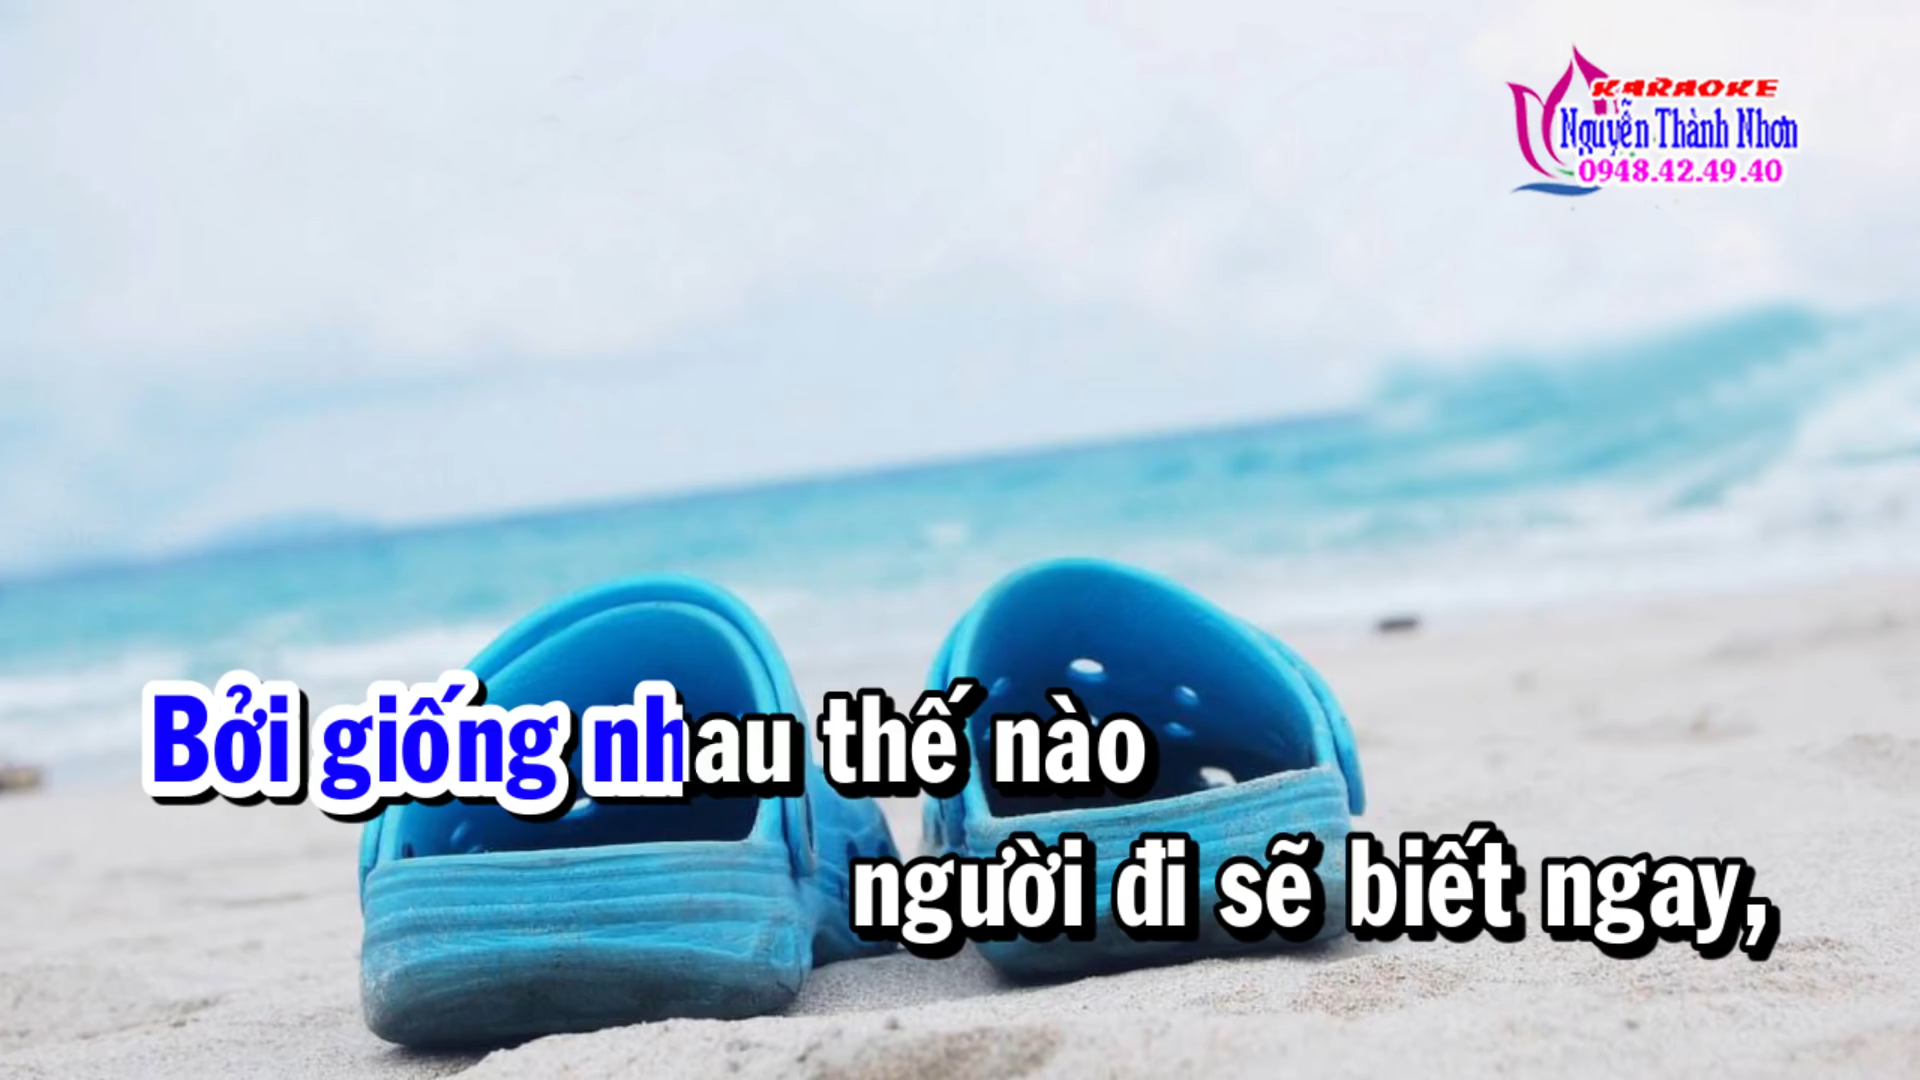 KARAOKE
Nguyễn Thành Nhơn
0948.42.49.40
Bởi giống nhau thế nào
người đi sẽ biết ngay,